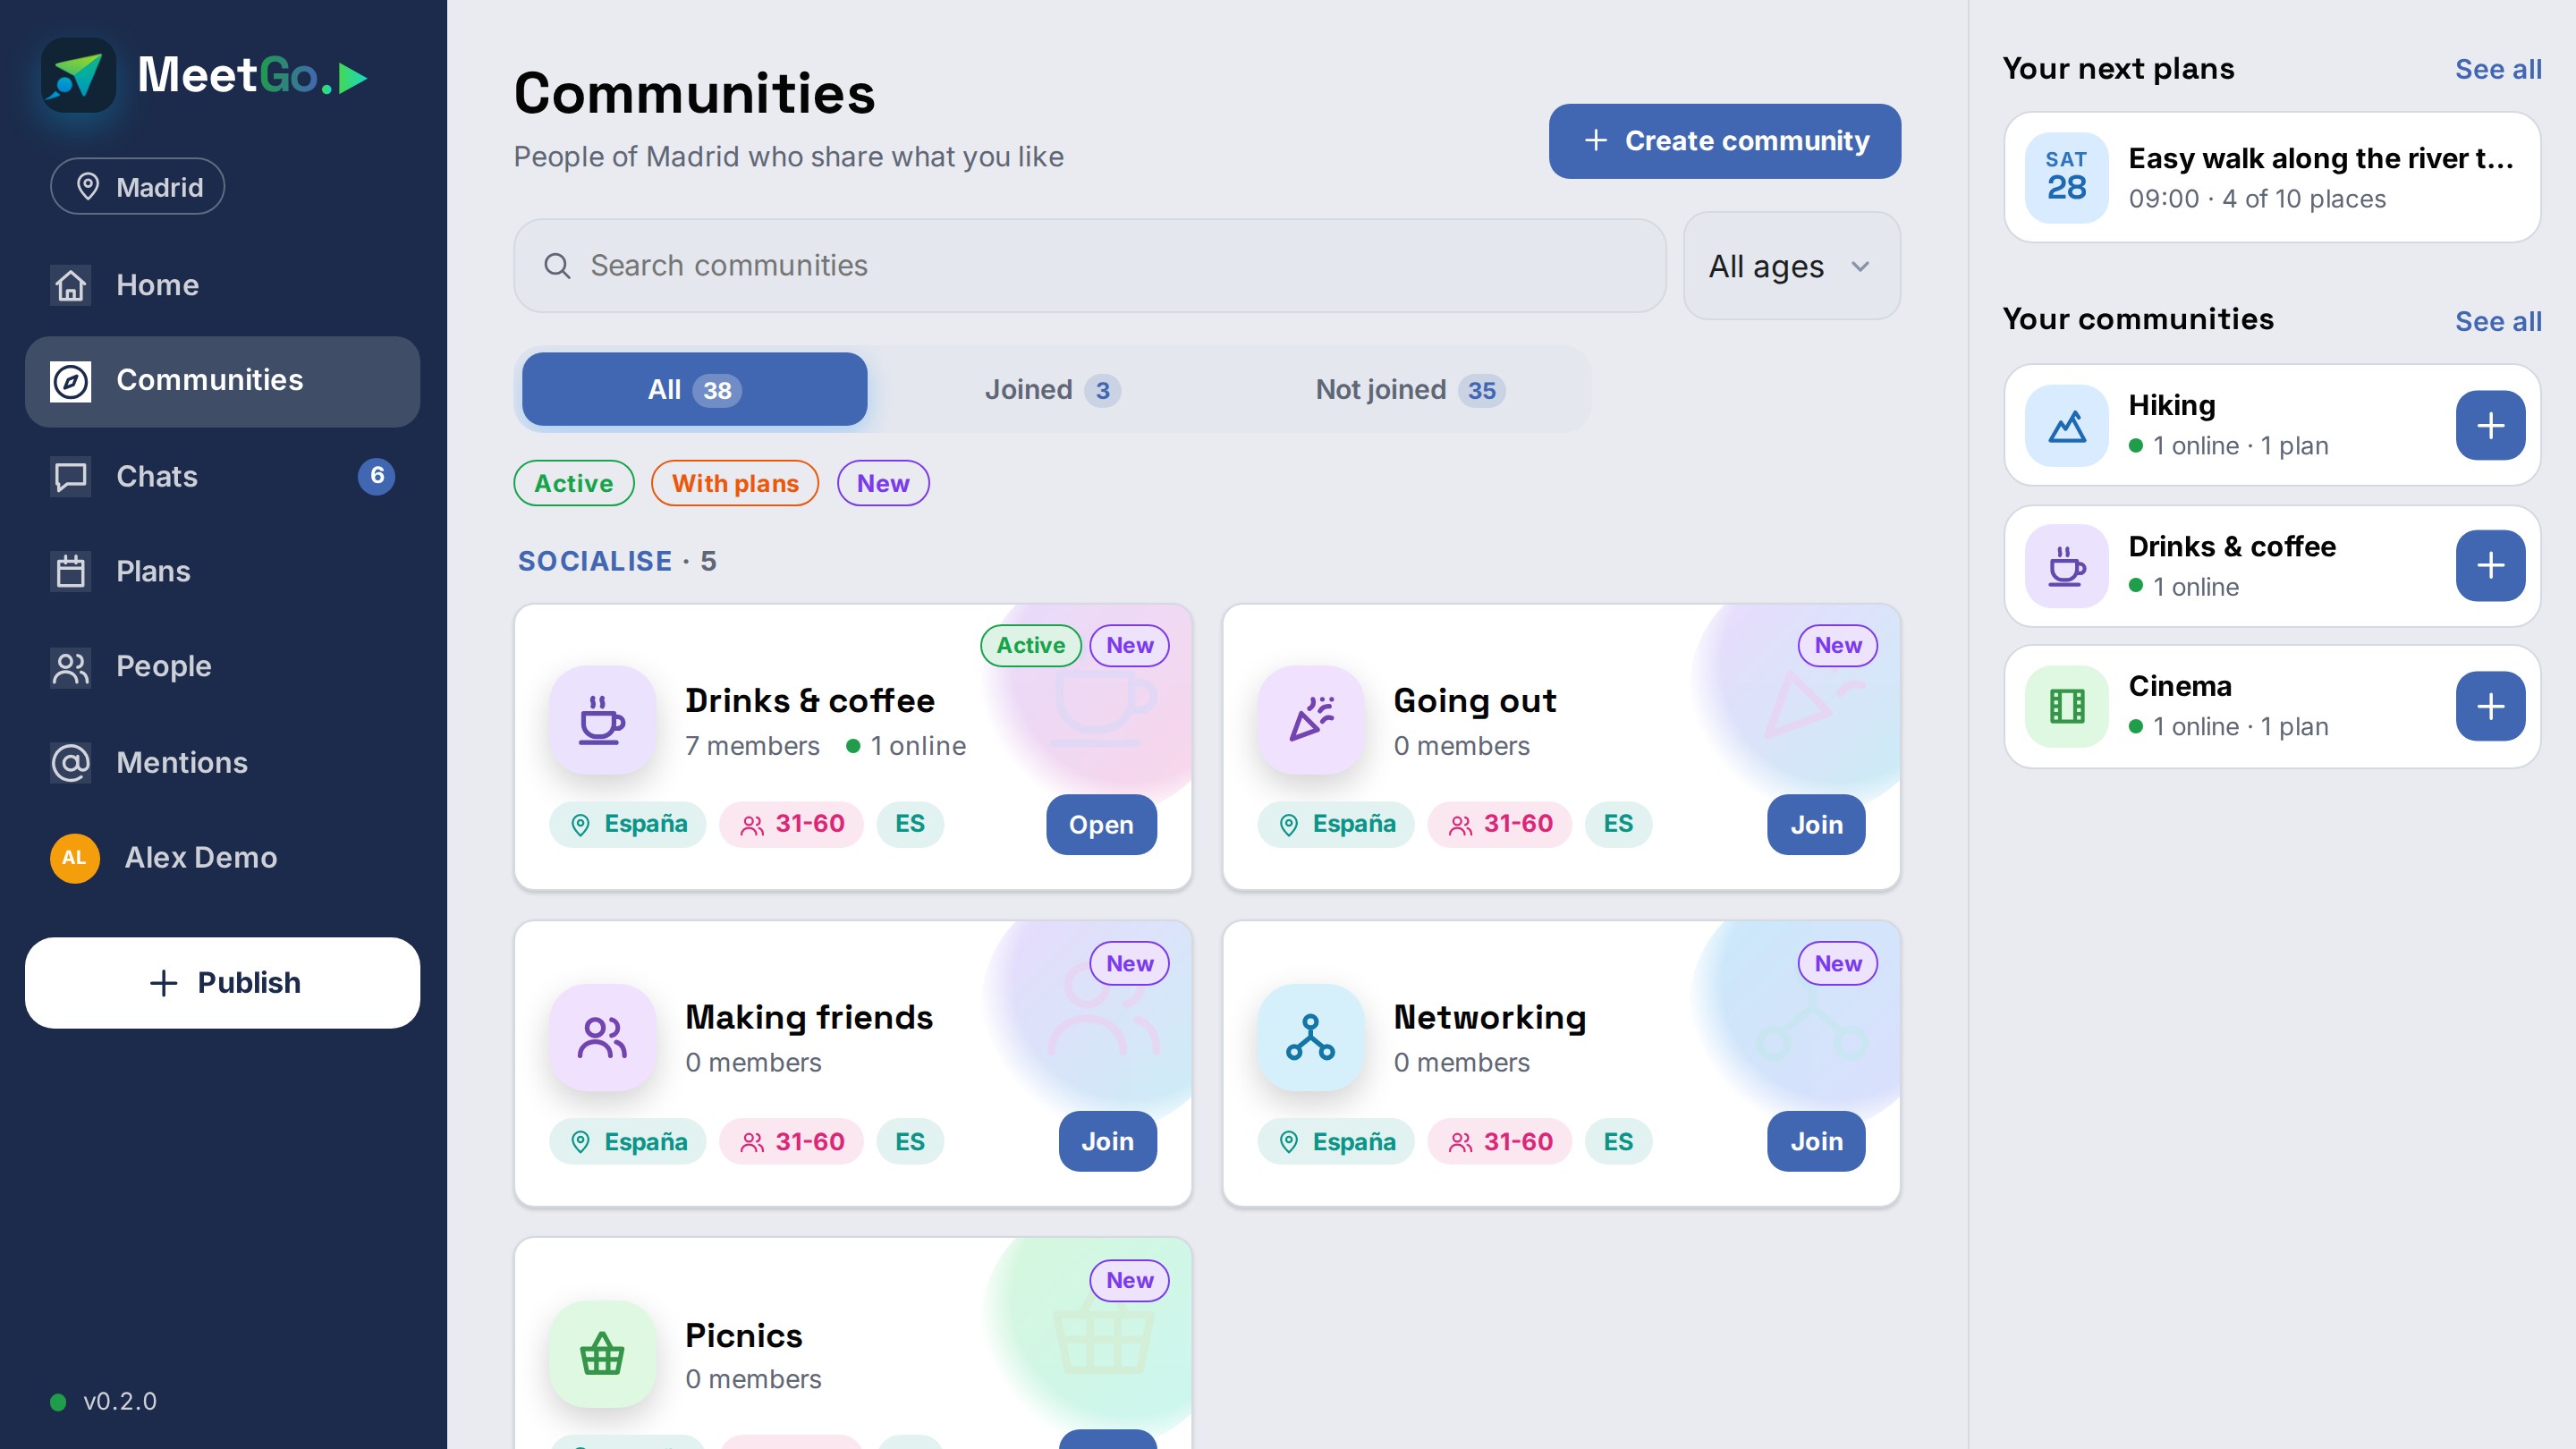 MeetGo.
Madrid
Home
Communities
Chats 6
Plans
People
Mentions
AL Alex Demo
+ Publish
v0.2.0
Communities
People of Madrid who share what you like
+ Create community
Search communities
All ages
All 38
Joined 3
Not joined 35
Active
With plans
New
SOCIALISE · 5
Active
New
Drinks & coffee
7 members 1 online
España 31-60 ES
Open
New
Going out
0 members
España 31-60 ES
Join
New
Making friends
0 members
España 31-60 ES
Join
New
Networking
0 members
España 31-60 ES
Join
New
Picnics
0 members
Your next plans
See all
SAT
28
Easy walk along the river t...
09:00 · 4 of 10 places
Your communities
See all
Hiking
1 online · 1 plan
Drinks & coffee
1 online
Cinema
1 online · 1 plan